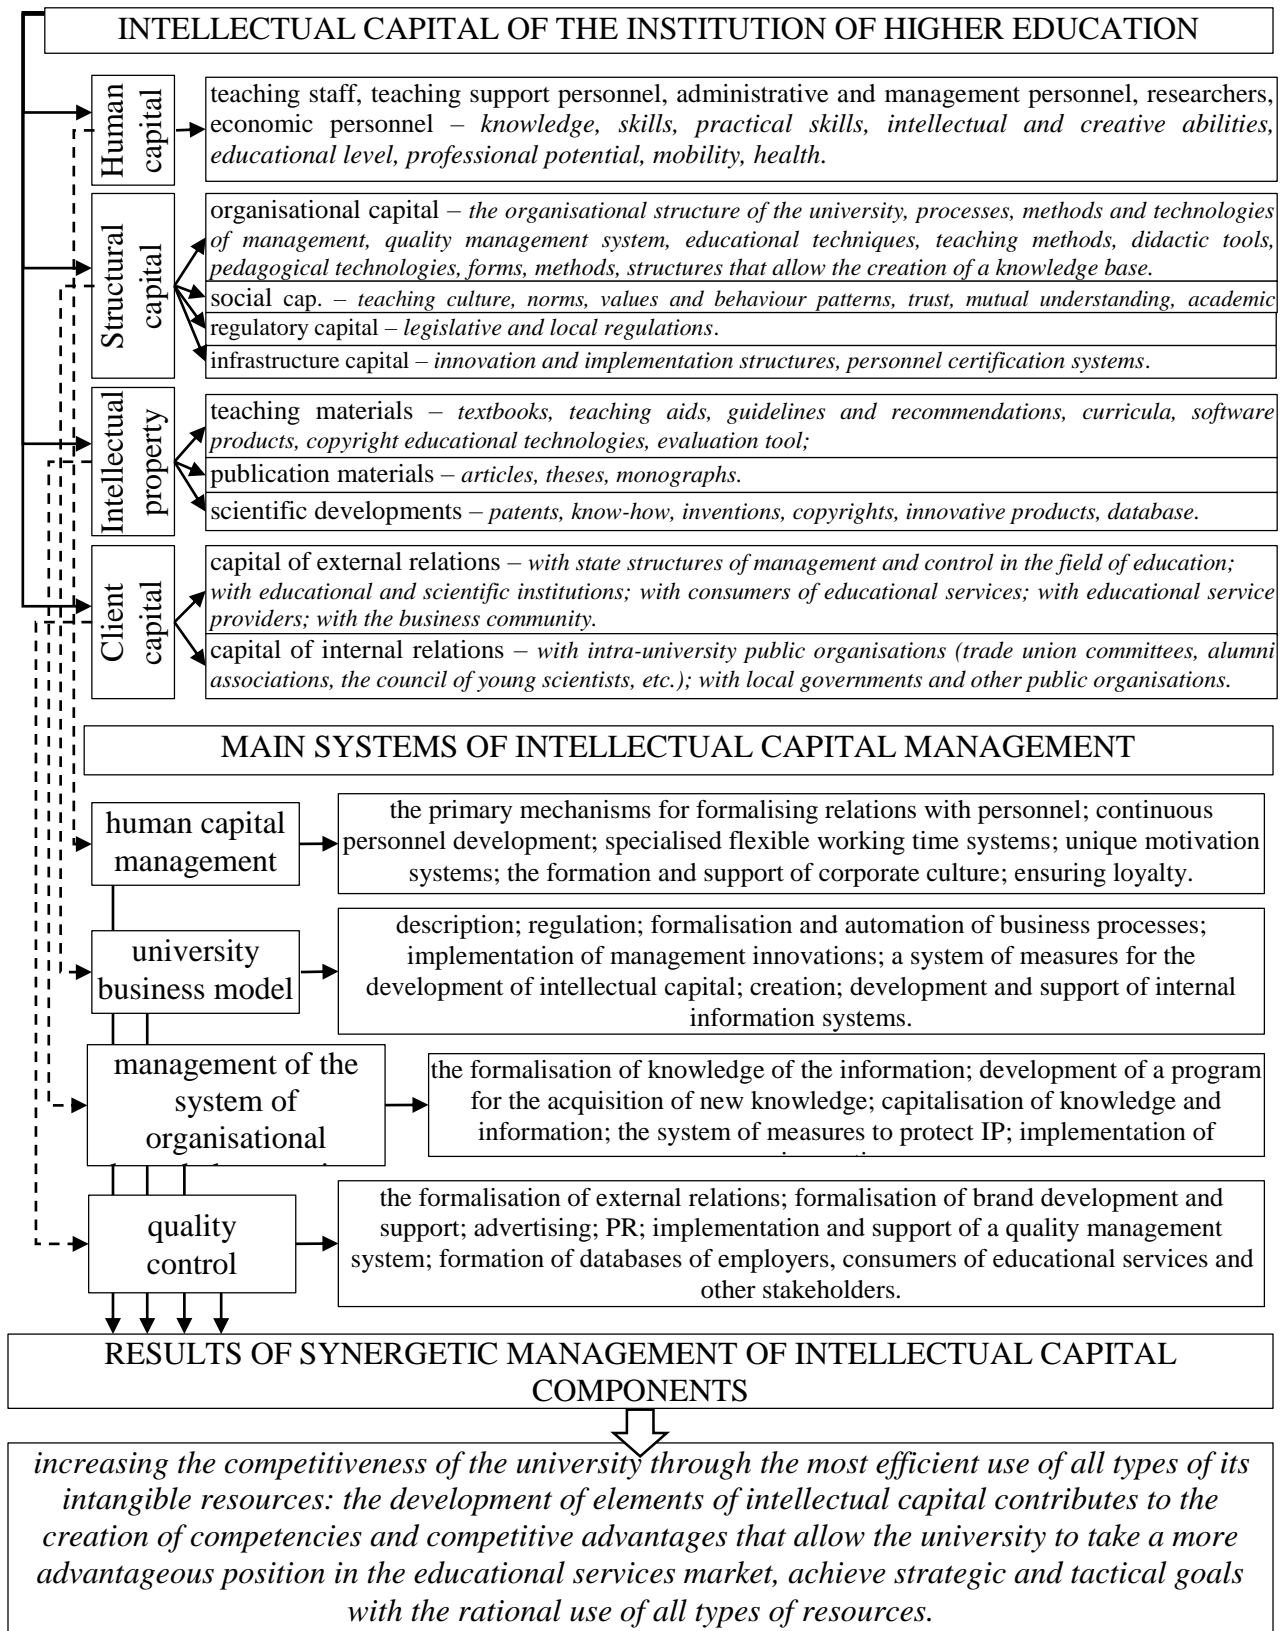 INTELLECTUAL CAPITAL OF THE INSTITUTION OF HIGHER EDUCATION
Human
capital
teaching staff, teaching support personnel, administrative and management personnel, researchers,
economic personnel – knowledge, skills, practical skills, intellectual and creative abilities,
educational level, professional potential, mobility, health.
Structural
capital
organisational capital – the organisational structure of the university, processes, methods and technologies
of management, quality management system, educational techniques, teaching methods, didactic tools,
pedagogical technologies, forms, methods, structures that allow the creation of a knowledge base.
social cap. – teaching culture, norms, values and behaviour patterns, trust, mutual understanding, academic
regulatory capital – legislative and local regulations.
infrastructure capital – innovation and implementation structures, personnel certification systems.
Intellectual
property
teaching materials – textbooks, teaching aids, guidelines and recommendations, curricula, software
products, copyright educational technologies, evaluation tool;
publication materials – articles, theses, monographs.
scientific developments – patents, know-how, inventions, copyrights, innovative products, database.
Client
capital
capital of external relations – with state structures of management and control in the field of education;
with educational and scientific institutions; with consumers of educational services; with educational service
providers; with the business community.
capital of internal relations – with intra-university public organisations (trade union committees, alumni
associations, the council of young scientists, etc.); with local governments and other public organisations.
MAIN SYSTEMS OF INTELLECTUAL CAPITAL MANAGEMENT
human capital
management
the primary mechanisms for formalising relations with personnel; continuous
personnel development; specialised flexible working time systems; unique motivation
systems; the formation and support of corporate culture; ensuring loyalty.
university
business model
description; regulation; formalisation and automation of business processes;
implementation of management innovations; a system of measures for the
development of intellectual capital; creation; development and support of internal
information systems.
management of the
system of
organisational
the formalisation of knowledge of the information; development of a program
for the acquisition of new knowledge; capitalisation of knowledge and
information; the system of measures to protect IP; implementation of
quality
control
the formalisation of external relations; formalisation of brand development and
support; advertising; PR; implementation and support of a quality management
system; formation of databases of employers, consumers of educational services and
other stakeholders.
RESULTS OF SYNERGETIC MANAGEMENT OF INTELLECTUAL CAPITAL
COMPONENTS
increasing the competitiveness of the university through the most efficient use of all types of its
intangible resources: the development of elements of intellectual capital contributes to the
creation of competencies and competitive advantages that allow the university to take a more
advantageous position in the educational services market, achieve strategic and tactical goals
with the rational use of all types of resources.